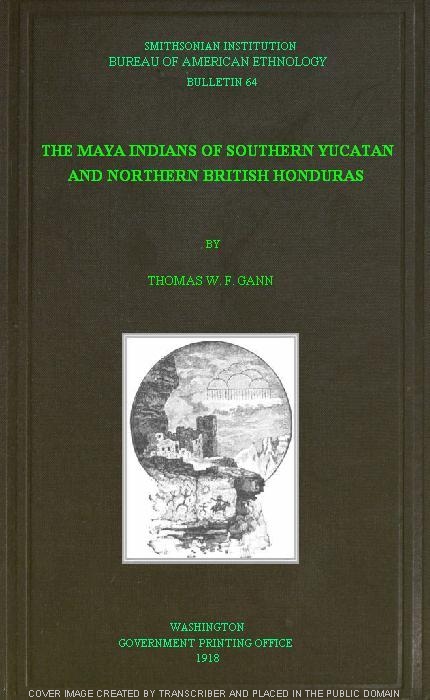 SMITHSONIAN INSTITUTION
BUREAU OF AMERICAN ETHNOLOGY
BULLETIN 64
THE MAYA INDIANS OF SOUTHERN YUCATAN
AND NORTHERN BRITISH HONDURAS
BY
THOMAS W. F. GANN
WASHINGTON
GOVERNMENT PRINTING OFFICE
1918
COVER IMAGE CREATED BY TRANSCRIBER AND PLACED IN THE PUBLIC DOMAIN